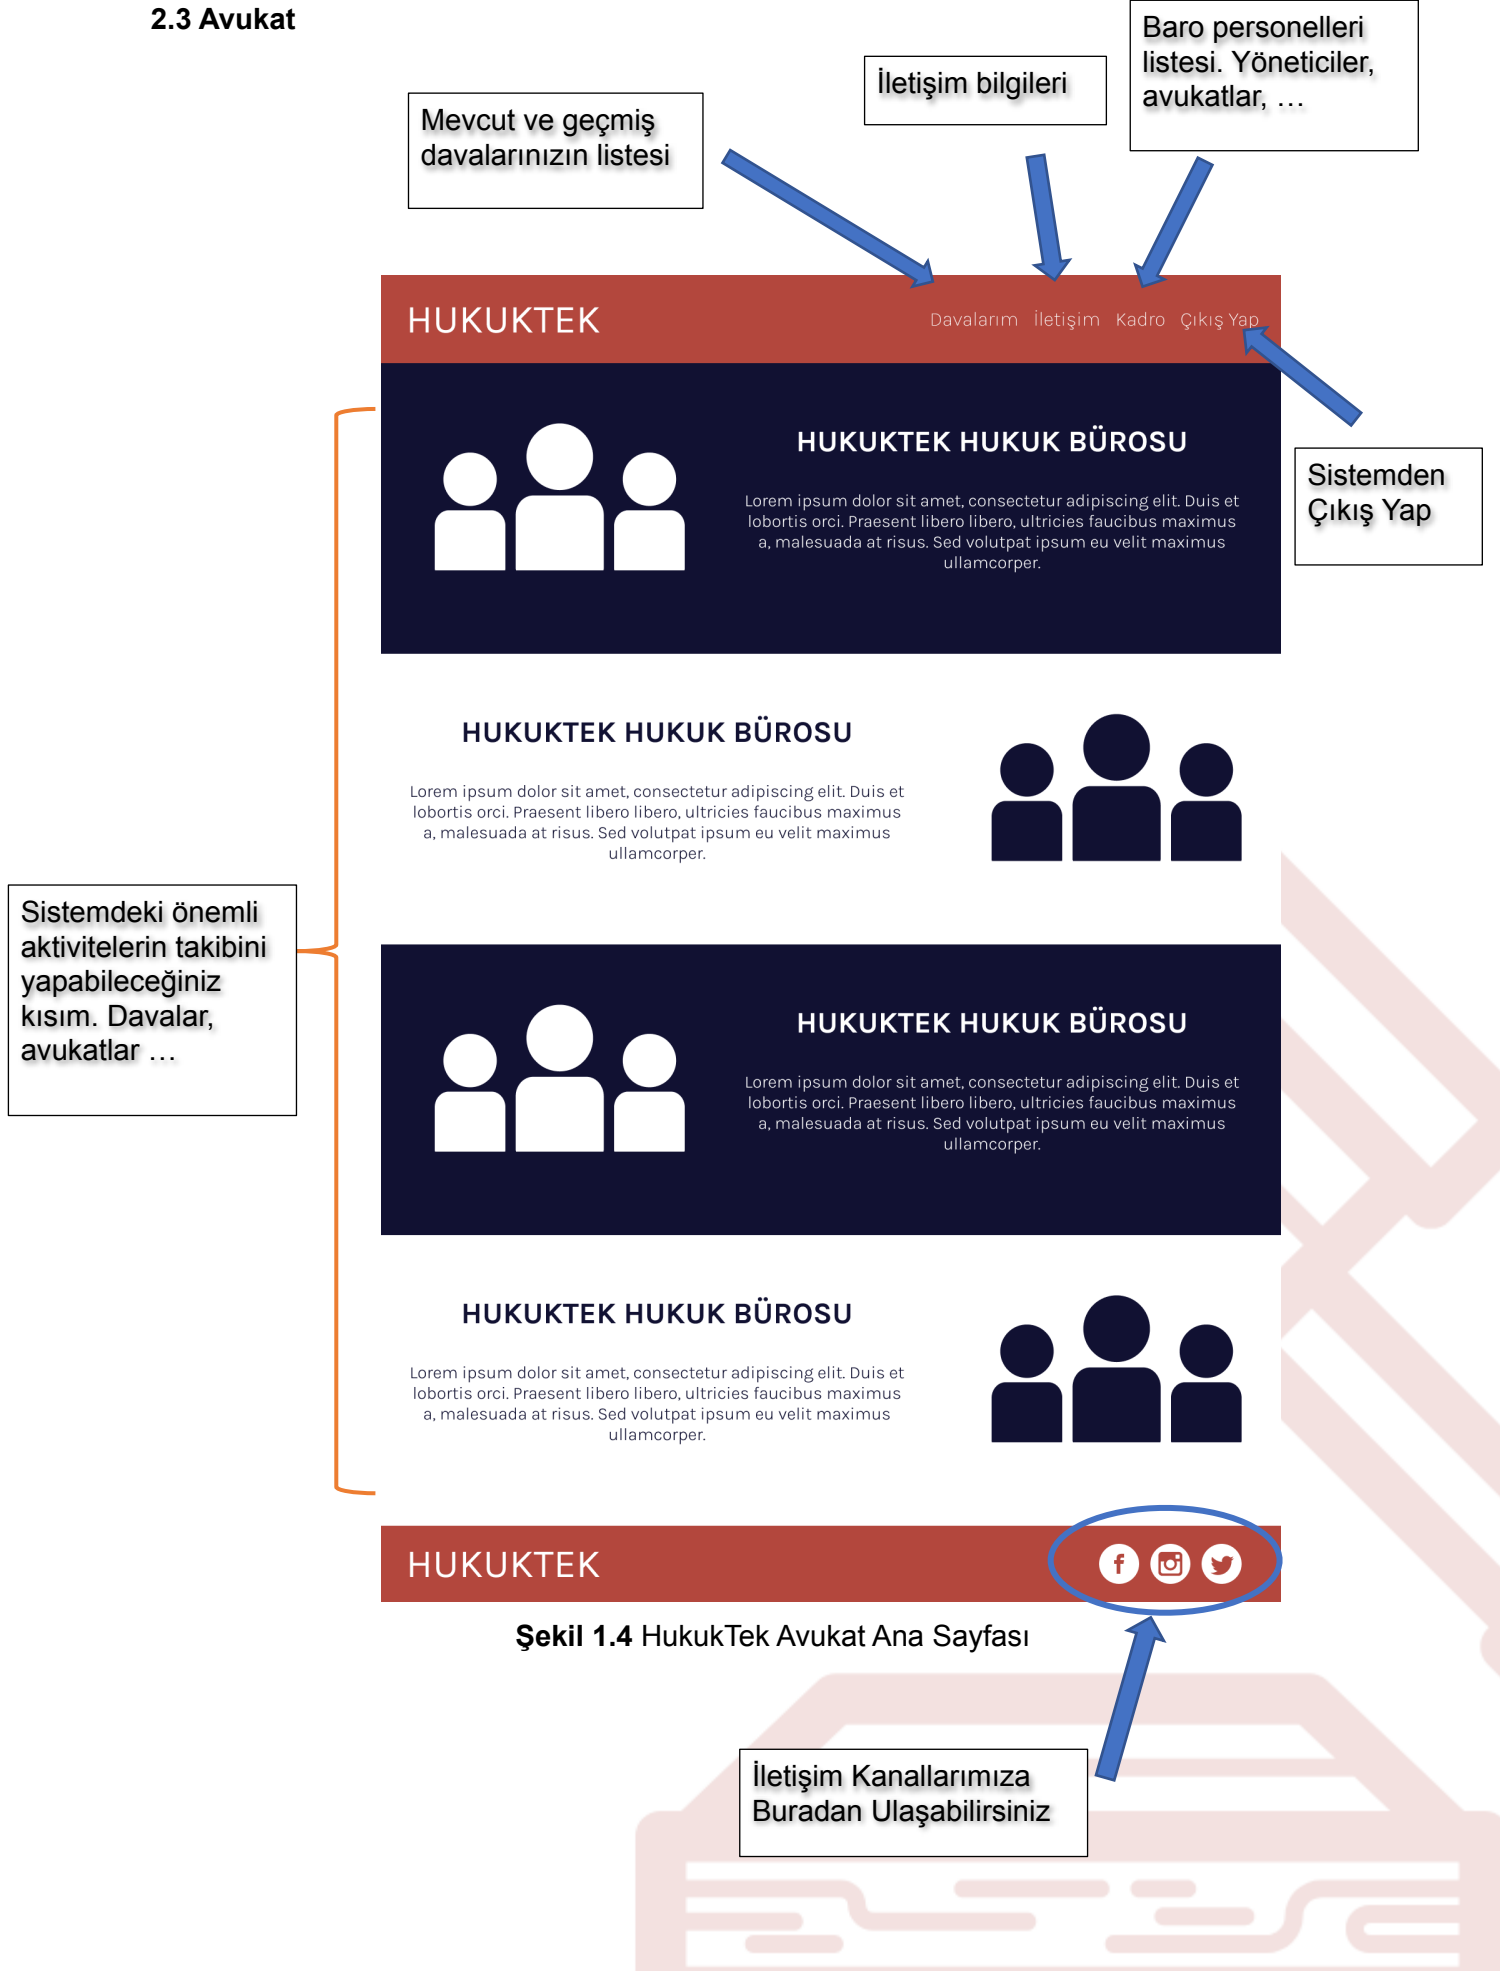 2.3 Avukat
Baro personelleri
listesi. Yöneticiler,
avukatlar, …
İletişim bilgileri
Mevcut ve geçmiş
davalarınızın listesi
HUKUKTEK
Davalarım İletişim Kadro Çıkış Yap
Sistemden
Çıkış Yap
HUKUKTEK HUKUK BÜROSU
Lorem ipsum dolor sit amet, consectetur adipiscing elit. Duis et
lobortis orci. Praesent libero libero, ultricies faucibus maximus
a, malesuada at risus. Sed volutpat ipsum eu velit maximus
ullamcorper.
HUKUKTEK HUKUK BÜROSU
Lorem ipsum dolor sit amet, consectetur adipiscing elit. Duis et
lobortis orci. Praesent libero libero, ultricies faucibus maximus
a, malesuada at risus. Sed volutpat ipsum eu velit maximus
ullamcorper.
Sistemdeki önemli
aktivitelerin takibini
yapabileceğiniz
kısım. Davalar,
avukatlar …
HUKUKTEK HUKUK BÜROSU
Lorem ipsum dolor sit amet, consectetur adipiscing elit. Duis et
lobortis orci. Praesent libero libero, ultricies faucibus maximus
a, malesuada at risus. Sed volutpat ipsum eu velit maximus
ullamcorper.
HUKUKTEK HUKUK BÜROSU
Lorem ipsum dolor sit amet, consectetur adipiscing elit. Duis et
lobortis orci. Praesent libero libero, ultricies faucibus maximus
a, malesuada at risus. Sed volutpat ipsum eu velit maximus
ullamcorper.
HUKUKTEK
Şekil 1.4 HukukTek Avukat Ana Sayfası
İletişim Kanallarımıza
Buradan Ulaşabilirsiniz